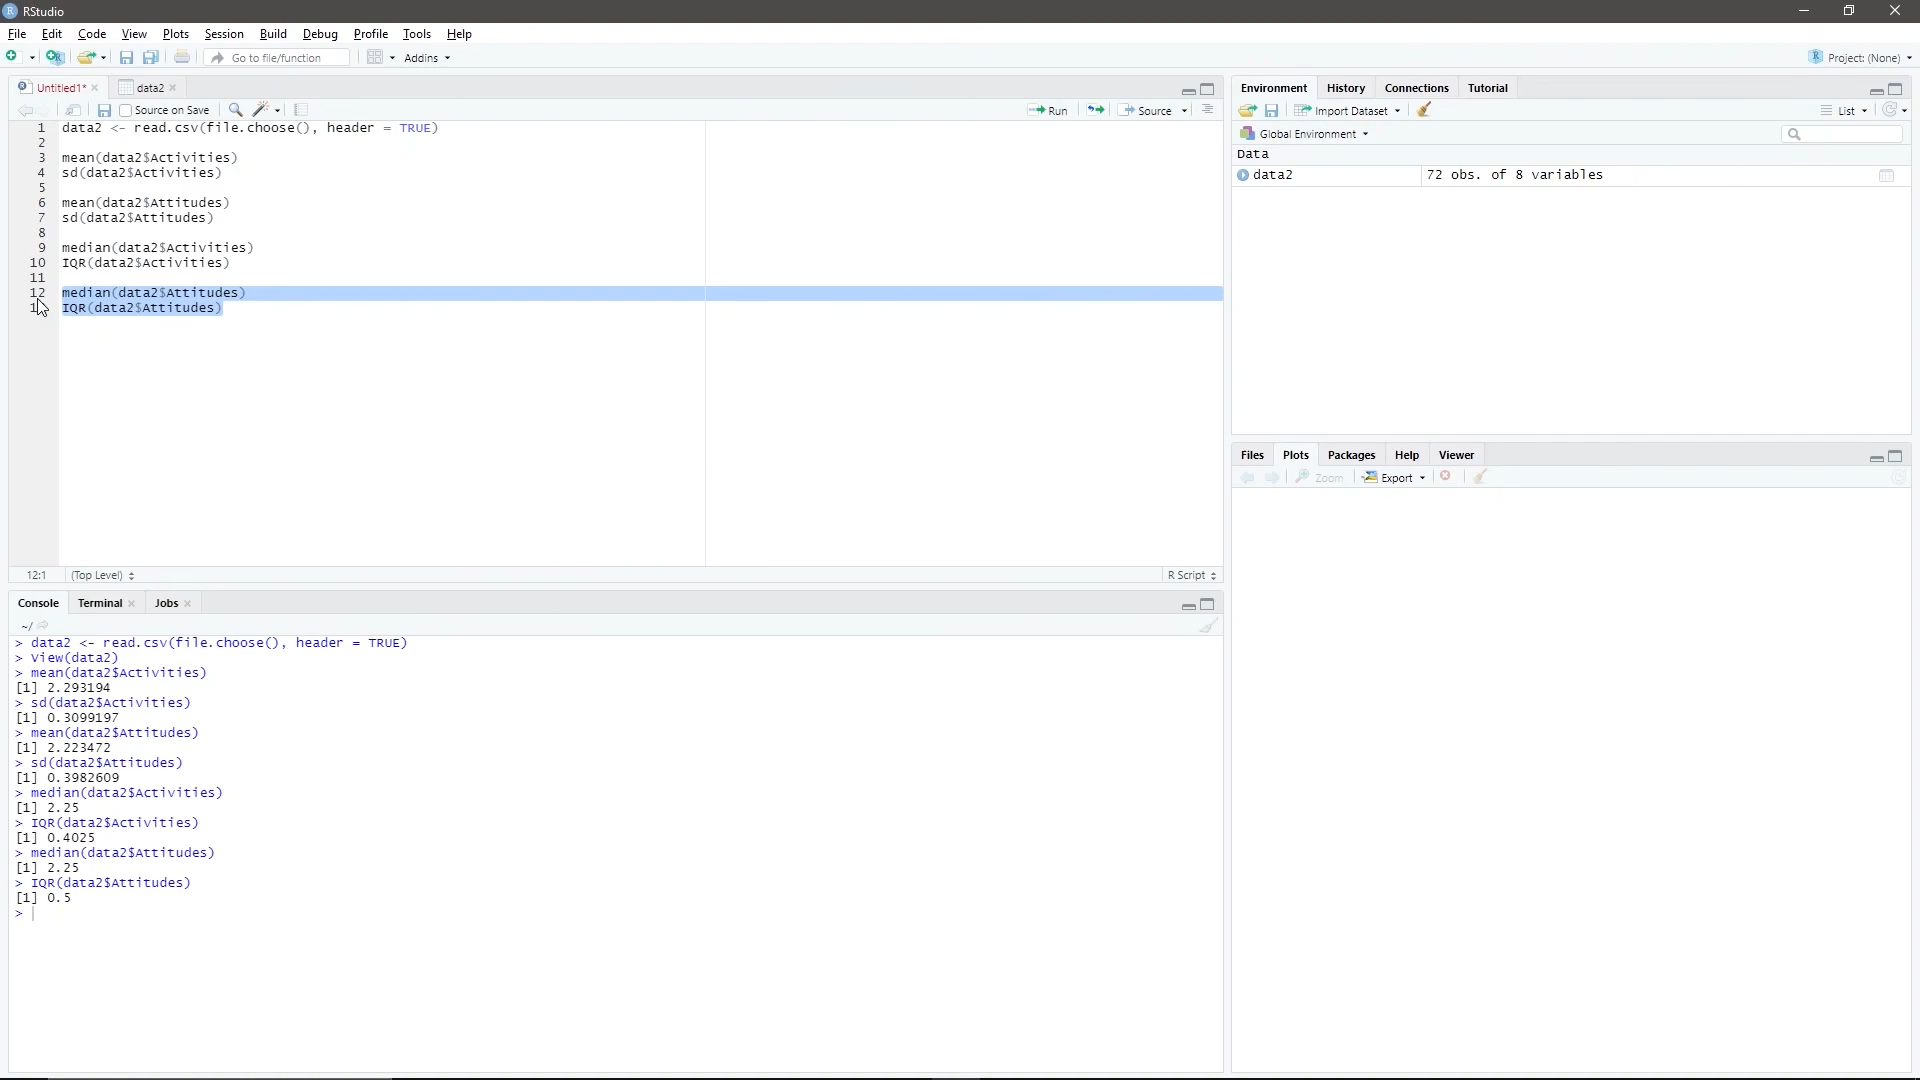 RStudio
File Edit Code View Plots Session Build Debug Profile Tools Help
Go to file/function Addins Project: (None)
Untitled1* data2
Source on Save Run Source
1 data2 <- read.csv(file.choose(), header = TRUE)
2
3 mean(data2$Activities)
4 sd(data2$Activities)
5
6 mean(data2$Attitudes)
7 sd(data2$Attitudes)
8
9 median(data2$Activities)
10 IQR(data2$Activities)
11
12 median(data2$Attitudes)
IQR(data2$Attitudes)
12:1 (Top Level) R Script
Console Terminal Jobs
~/
> data2 <- read.csv(file.choose(), header = TRUE)
> View(data2)
> mean(data2$Activities)
[1] 2.293194
> sd(data2$Activities)
[1] 0.3099197
> mean(data2$Attitudes)
[1] 2.223472
> sd(data2$Attitudes)
[1] 0.3982609
> median(data2$Activities)
[1] 2.25
> IQR(data2$Activities)
[1] 0.4025
> median(data2$Attitudes)
[1] 2.25
> IQR(data2$Attitudes)
[1] 0.5
>
Environment History Connections Tutorial
Import Dataset List
Global Environment
Data
data2 72 obs. of 8 variables
Files Plots Packages Help Viewer
Zoom Export